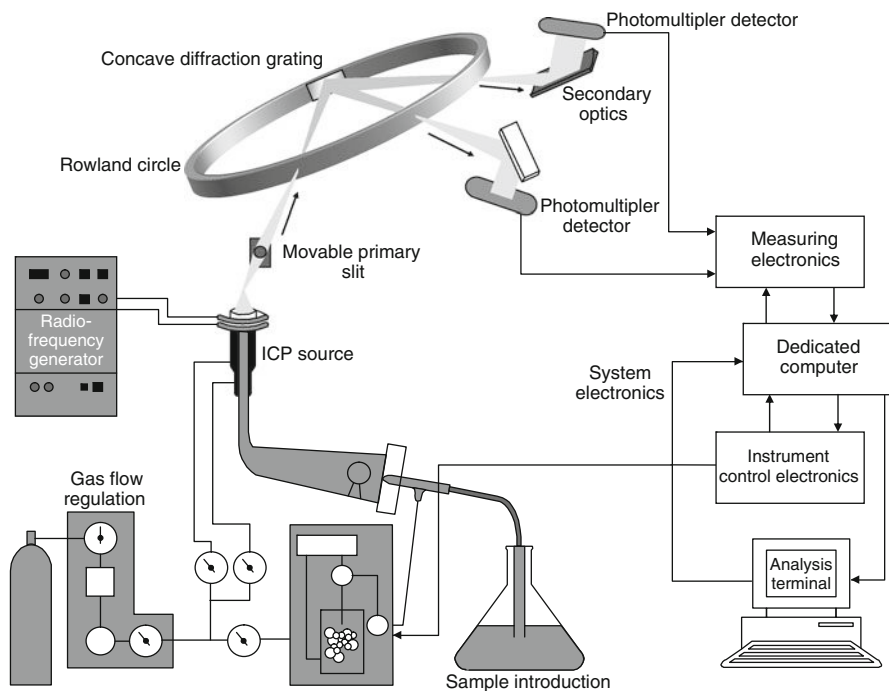 Photomultipler detector
Concave diffraction grating
Secondary
optics
Rowland circle
Photomultipler
detector
Movable primary
slit
Measuring
electronics
Radio-
frequency
generator
ICP source
Dedicated
computer
System
electronics
Instrument
control electronics
Gas flow
regulation
Analysis
terminal
Sample introduction